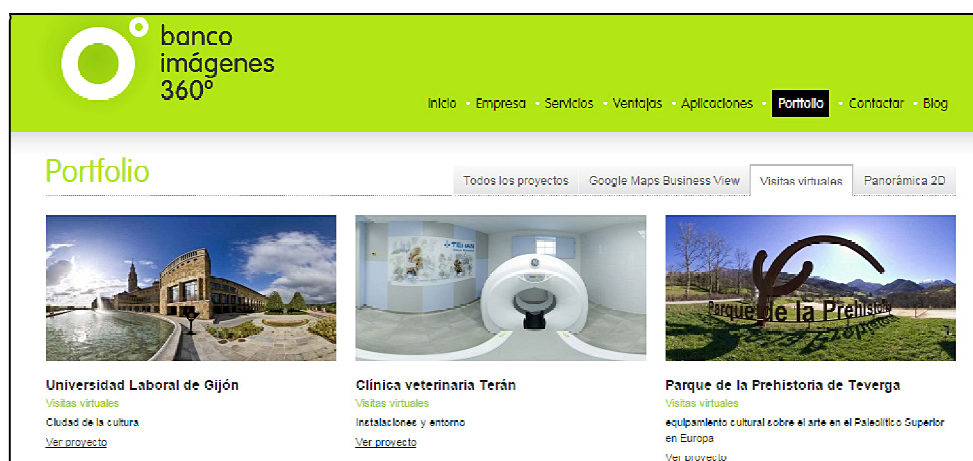 banco
imágenes
360º
Inicio Empresa Servicios Ventajas Aplicaciones Portfolio Contactar Blog
Portfolio
Todos los proyectos Google Maps Business View Visitas virtuales Panorámica 2D
TERÁN
Parque de la Prehistoria
Universidad Laboral de Gijón
Visitas virtuales
Ciudad de la cultura
Ver proyecto
Clínica veterinaria Terán
Visitas virtuales
Instalaciones y entorno
Ver proyecto
Parque de la Prehistoria de Teverga
Visitas virtuales
equipamiento cultural sobre el arte en el Paleolítico Superior
en Europa
Ver proyecto